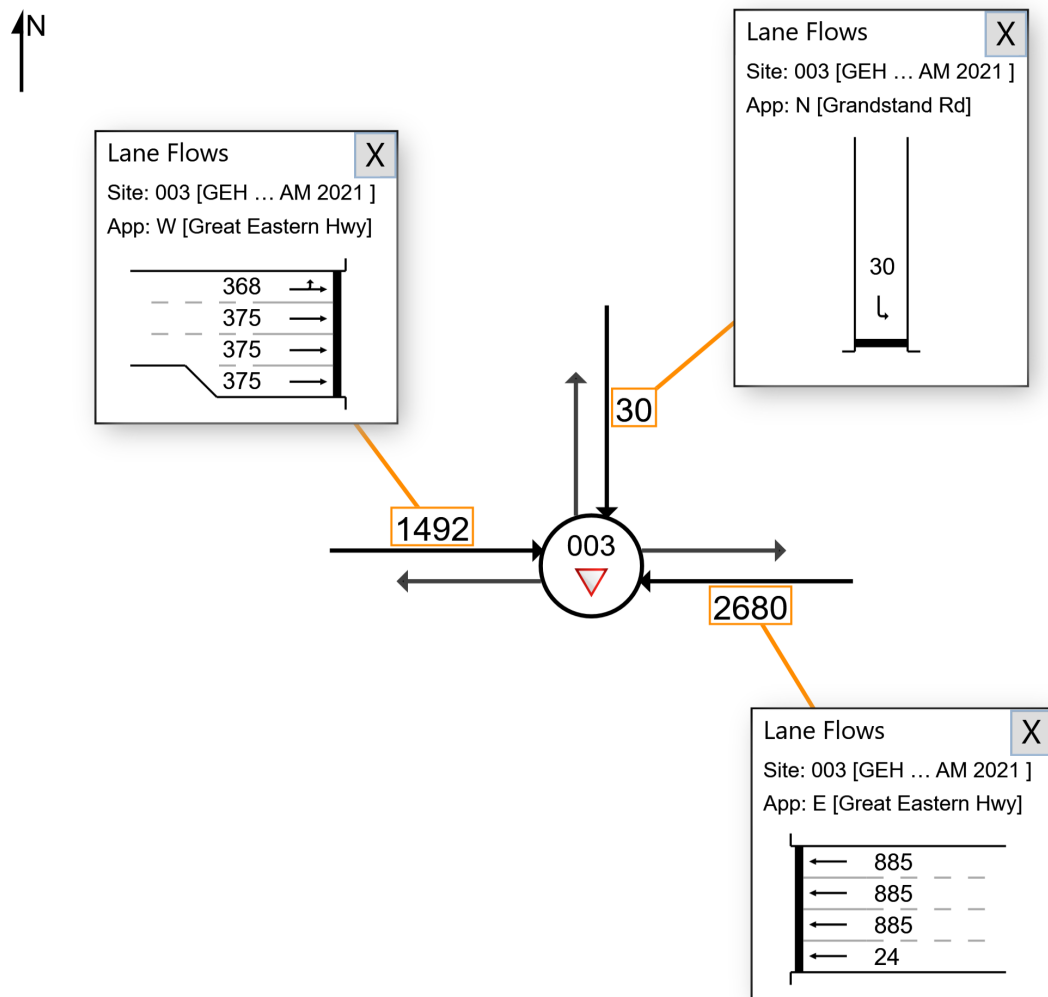 N
Lane Flows X
Site: 003 [GEH ... AM 2021 ]
App: N [Grandstand Rd]
30
Lane Flows X
Site: 003 [GEH ... AM 2021 ]
App: W [Great Eastern Hwy]
368
375
375
375
30
1492
003
2680
Lane Flows X
Site: 003 [GEH ... AM 2021 ]
App: E [Great Eastern Hwy]
885
885
885
24